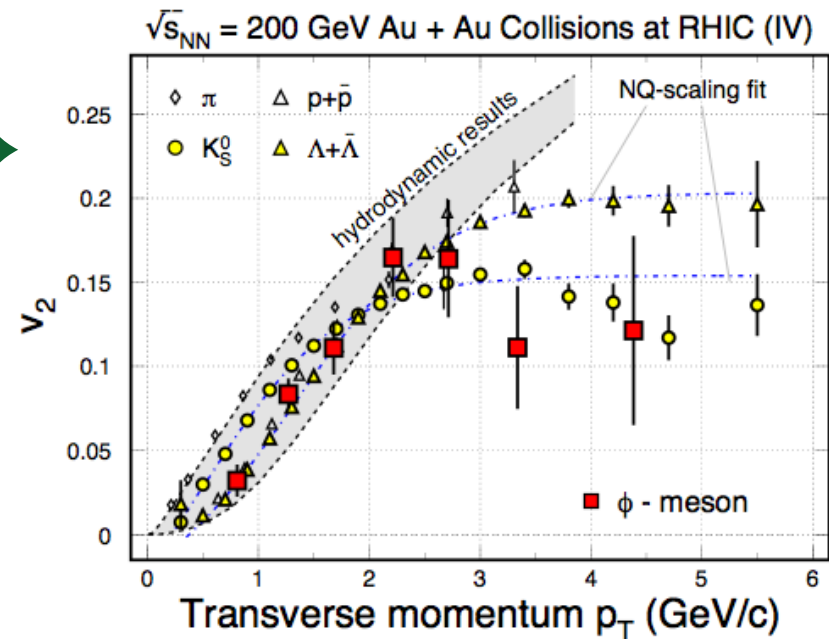 √s_NN = 200 GeV Au + Au Collisions at RHIC (IV)
π
p+p̄
K⁰_S
Λ+Λ̄
hydrodynamic results
NQ-scaling fit
0.25
0.2
0.15
0.1
0.05
0
v₂
ϕ - meson
0 1 2 3 4 5 6
Transverse momentum p_T (GeV/c)